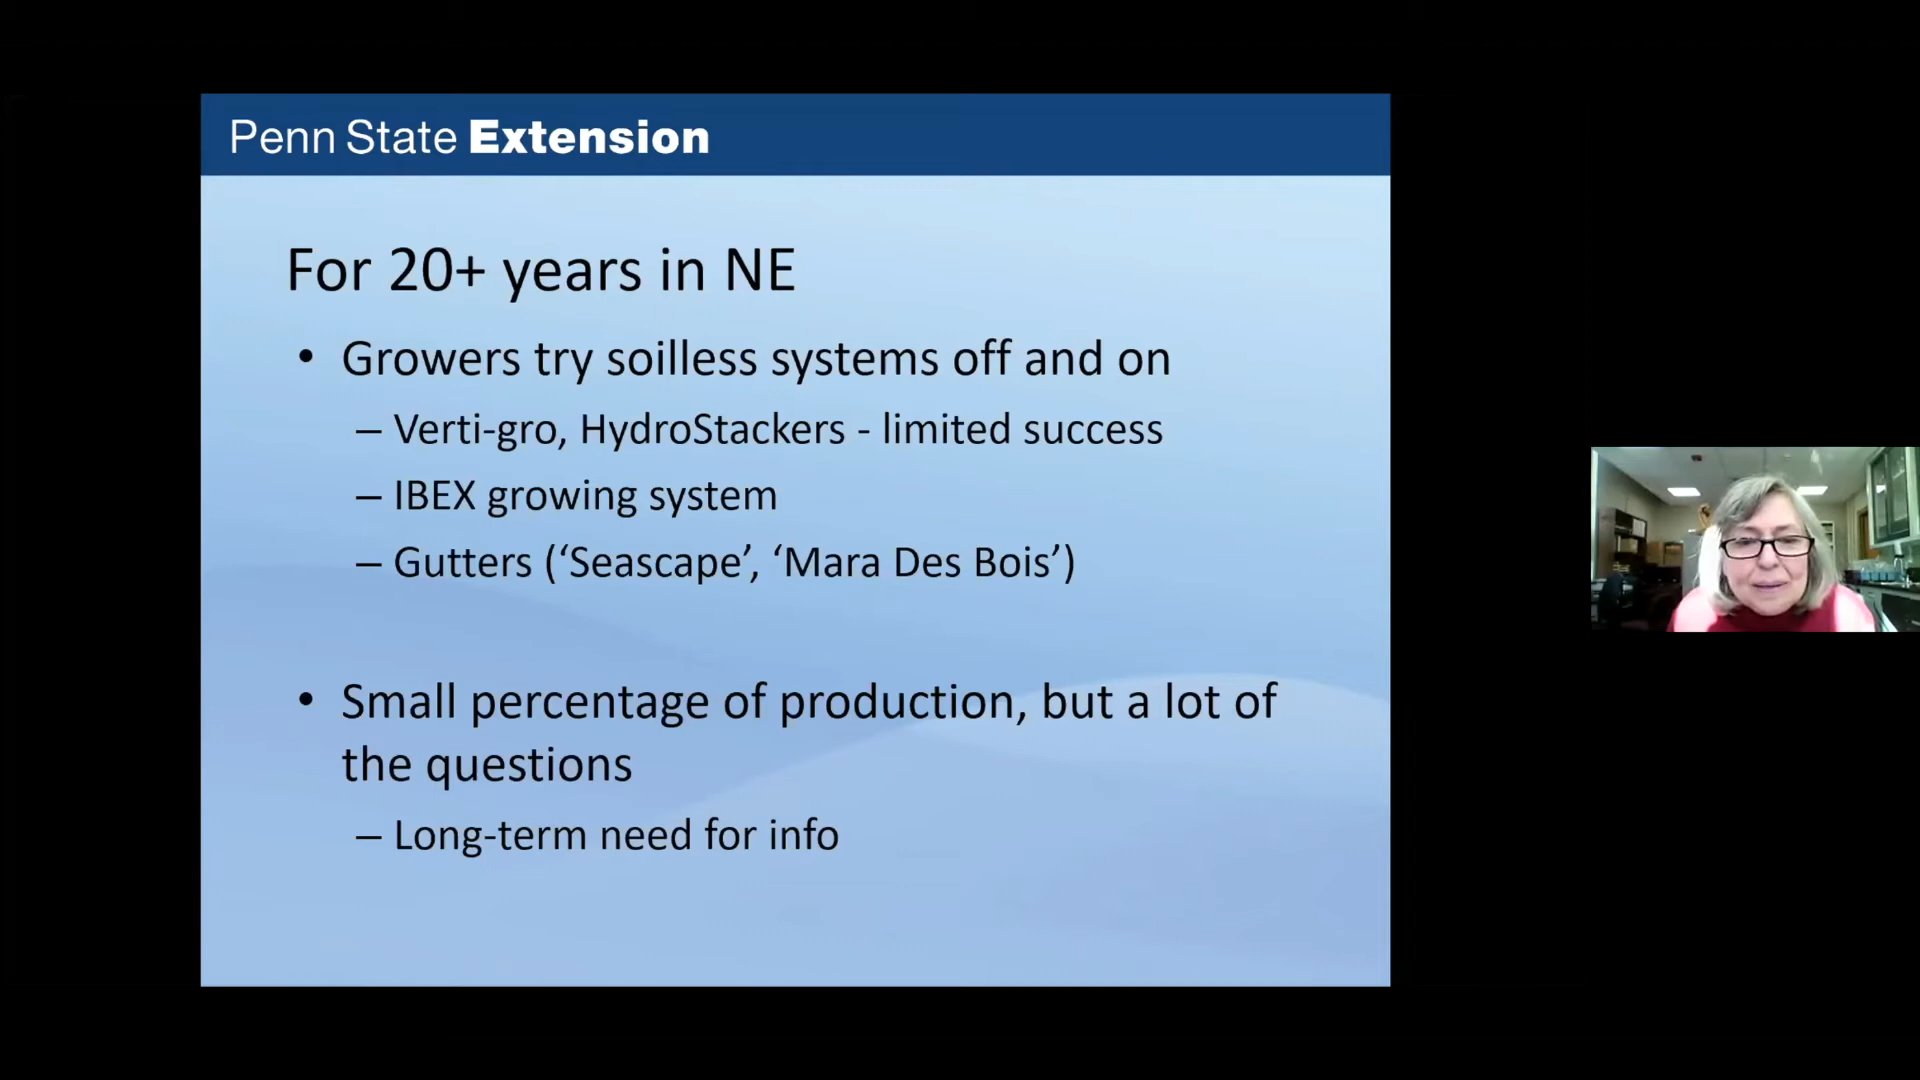 Penn State Extension
For 20+ years in NE
• Growers try soilless systems off and on
– Verti-gro, HydroStackers - limited success
– IBEX growing system
– Gutters (‘Seascape’, ‘Mara Des Bois’)
• Small percentage of production, but a lot of
the questions
– Long-term need for info